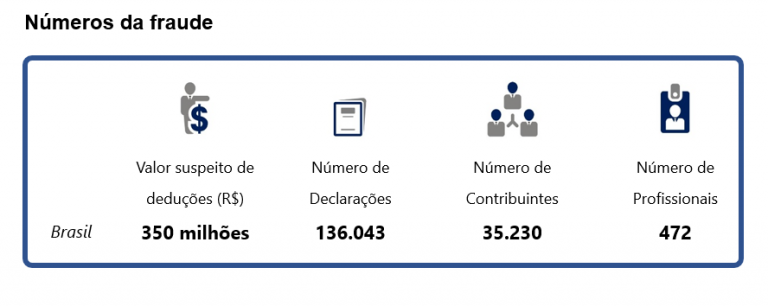 Números da fraude
Valor suspeito de deduções (R$)
Número de Declarações
Número de Contribuintes
Número de Profissionais
Brasil
350 milhões
136.043
35.230
472